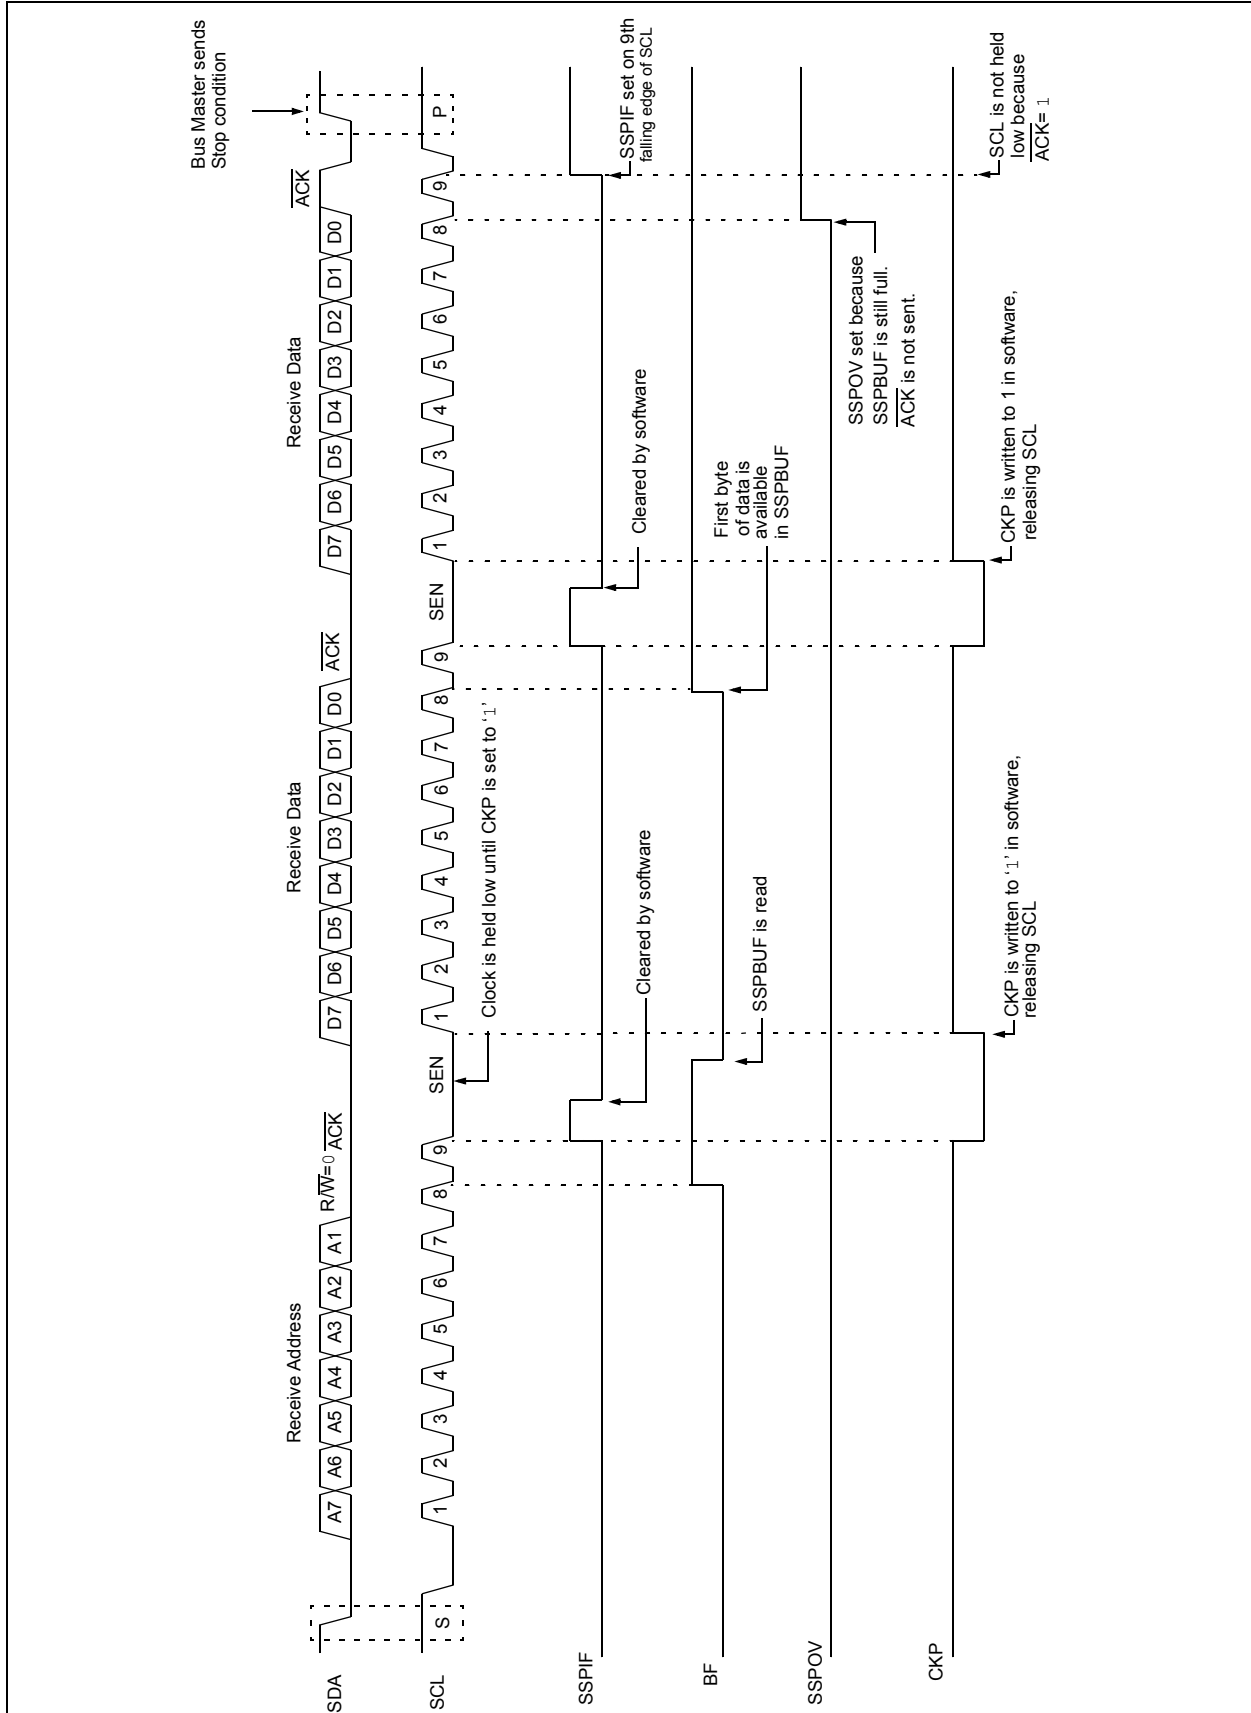 Bus Master sends
Stop condition
Receive Address
Receive Data
Receive Data
SDA
A7 A6 A5 A4 A3 A2 A1
R/W=0 ACK
D7 D6 D5 D4 D3 D2 D1 D0
ACK
D7 D6 D5 D4 D3 D2 D1 D0
ACK
SCL
S
1 2 3 4 5 6 7 8 9
SEN
1 2 3 4 5 6 7 8 9
SEN
1 2 3 4 5 6 7 8 9
P
Clock is held low until CKP is set to ‘1’
SSPIF
Cleared by software
Cleared by software
SSPIF set on 9th
falling edge of SCL
BF
SSPBUF is read
First byte
of data is
available
in SSPBUF
SSPOV
SSPOV set because
SSPBUF is still full.
ACK is not sent.
CKP
CKP is written to ‘1’ in software,
releasing SCL
CKP is written to 1 in software,
releasing SCL
SCL is not held
low because
ACK= 1